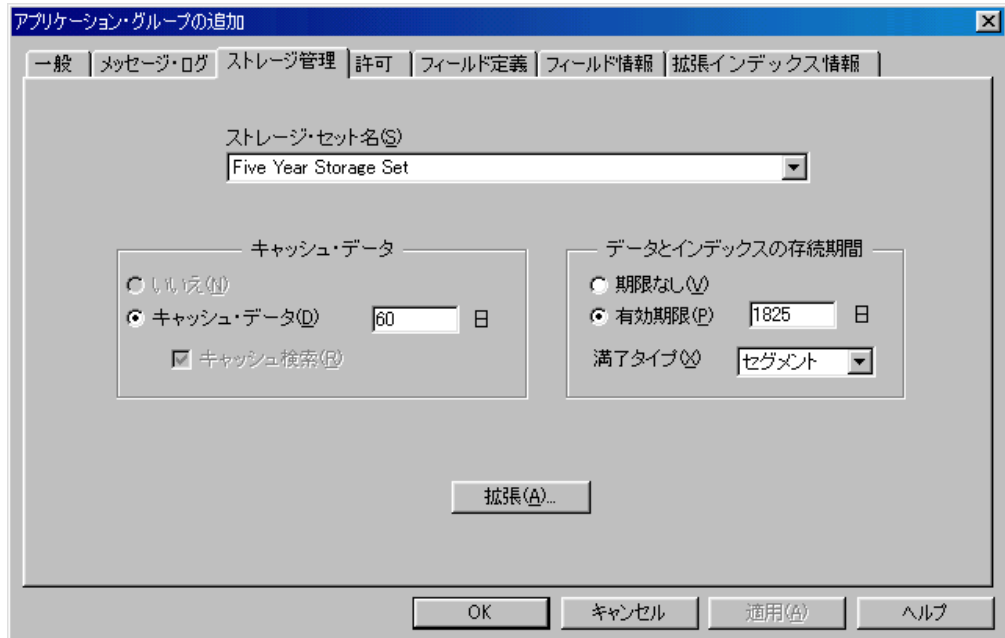 アプリケーション・グループの追加
一般 メッセージ・ログ ストレージ管理 許可 フィールド定義 フィールド情報 拡張インデックス情報
ストレージ・セット名(S)
Five Year Storage Set
キャッシュ・データ
いいえ(N)
キャッシュ・データ(D) 60 日
キャッシュ検索(R)
データとインデックスの存続期間
期限なし(V)
有効期限(P) 1825 日
満了タイプ(X) セグメント
拡張(A)...
OK キャンセル 適用(A) ヘルプ